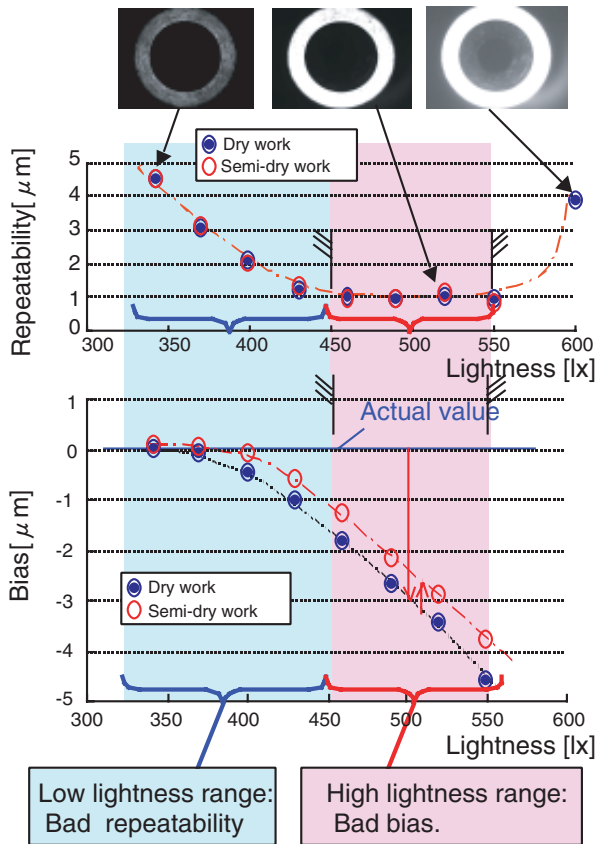 Dry work
Semi-dry work
Repeatability[ μm]
5
4
3
2
1
0
300 350 400 450 500 550 600
Lightness [lx]
Actual value
Bias[ μm]
1
0
-1
-2
-3
-4
-5
Dry work
Semi-dry work
300 350 400 450 500 550 600
Lightness [lx]
Low lightness range:
Bad repeatability
High lightness range:
Bad bias.